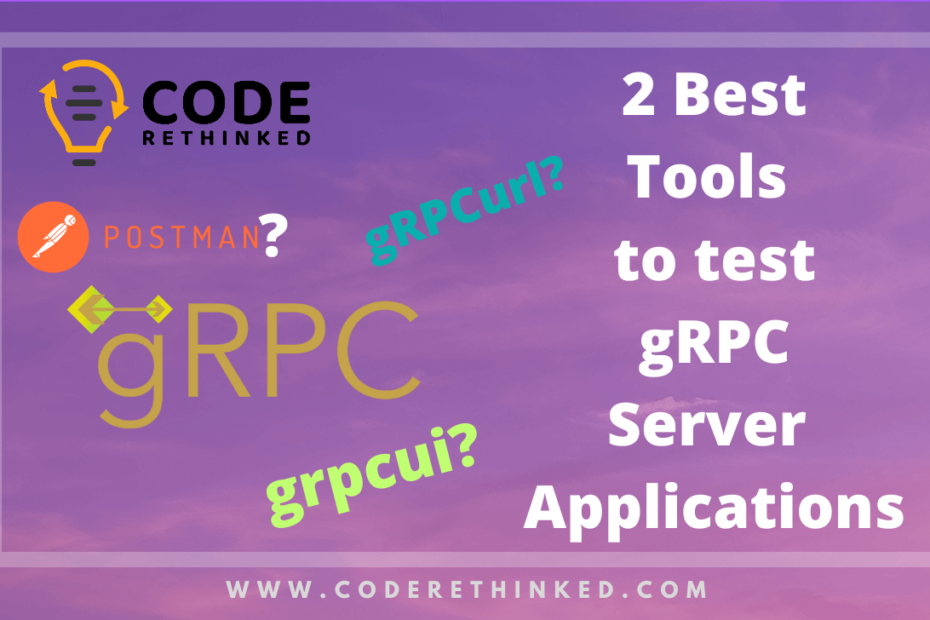 CODE
RETHINKED
POSTMAN?
gRPCurl?
gRPC
grpcui?
2 Best
Tools
to test
gRPC
Server
Applications
WWW.CODERETHINKED.COM